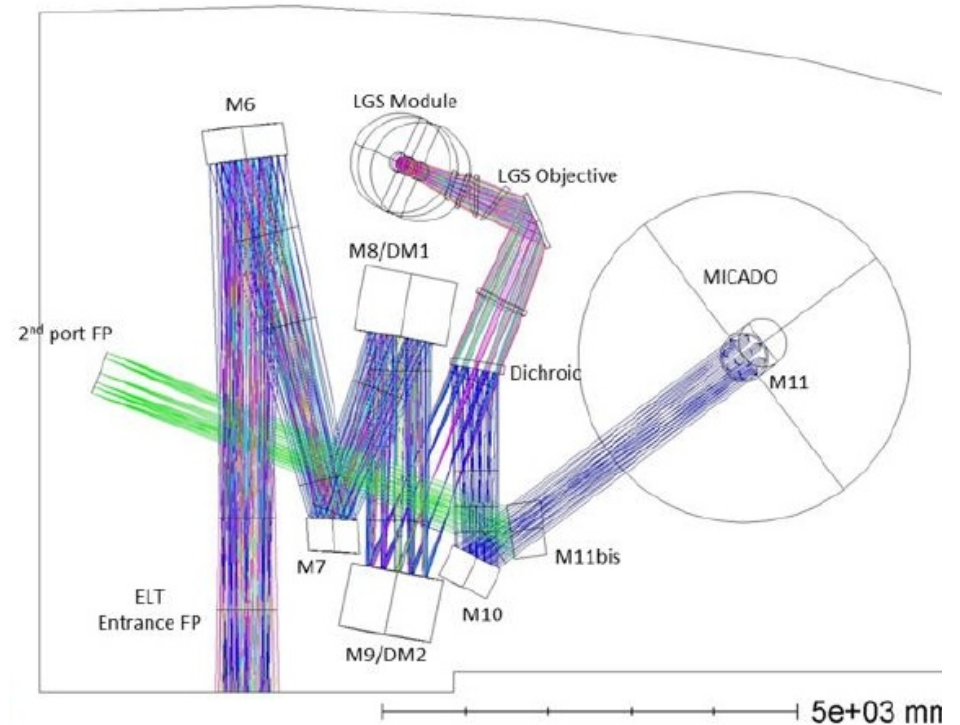 M6
LGS Module
LGS Objective
M8/DM1
MICADO
2nd port FP
Dichroic
M11
M11bis
M7
ELT
Entrance FP
M10
M9/DM2
5e+03 mm